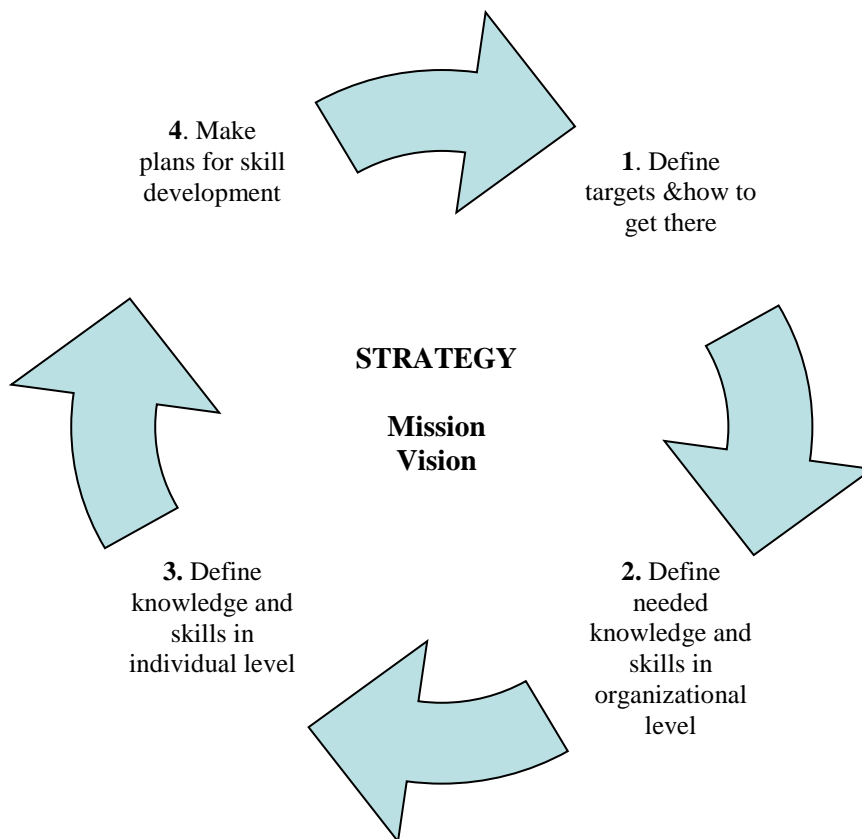 4. Make
plans for skill
development
1. Define
targets &how to
get there
STRATEGY
Mission
Vision
3. Define
knowledge and
skills in
individual level
2. Define
needed
knowledge and
skills in
organizational
level